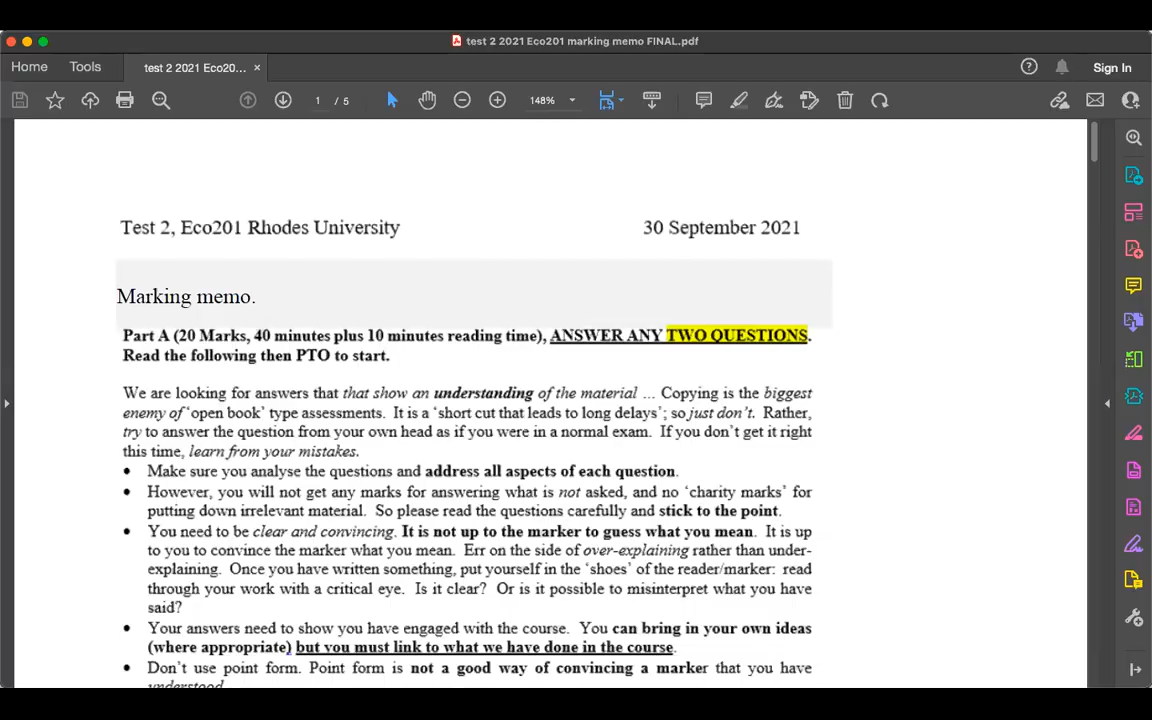 test 2 2021 Eco201 marking memo FINAL.pdf
Home Tools test 2 2021 Eco20... × Sign In
1 / 5 148%
Test 2, Eco201 Rhodes University 30 September 2021
Marking memo.
Part A (20 Marks, 40 minutes plus 10 minutes reading time), ANSWER ANY TWO QUESTIONS.
Read the following then PTO to start.
We are looking for answers that that show an understanding of the material ... Copying is the biggest
enemy of 'open book' type assessments. It is a 'short cut that leads to long delays'; so just don't. Rather,
try to answer the question from your own head as if you were in a normal exam. If you don't get it right
this time, learn from your mistakes.
• Make sure you analyse the questions and address all aspects of each question.
• However, you will not get any marks for answering what is not asked, and no 'charity marks' for
putting down irrelevant material. So please read the questions carefully and stick to the point.
• You need to be clear and convincing. It is not up to the marker to guess what you mean. It is up
to you to convince the marker what you mean. Err on the side of over-explaining rather than under-
explaining. Once you have written something, put yourself in the 'shoes' of the reader/marker: read
through your work with a critical eye. Is it clear? Or is it possible to misinterpret what you have
said?
• Your answers need to show you have engaged with the course. You can bring in your own ideas
(where appropriate) but you must link to what we have done in the course.
• Don't use point form. Point form is not a good way of convincing a marker that you have
understood